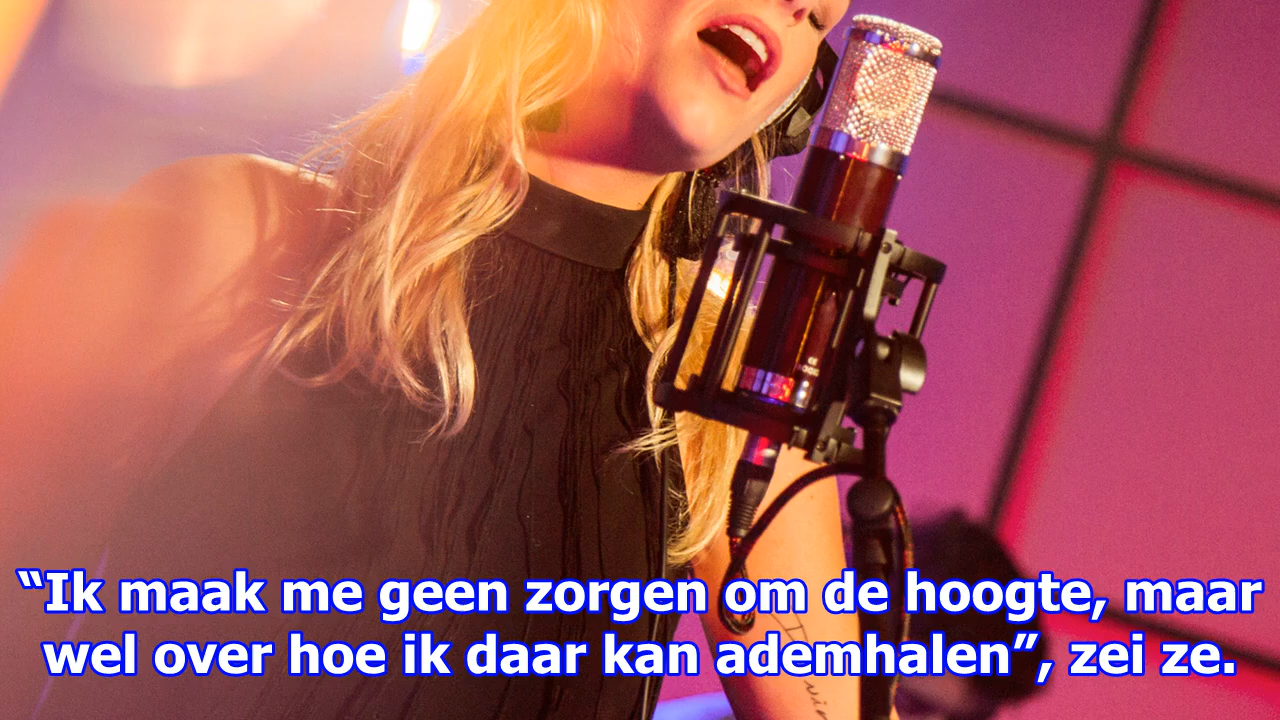 “Ik maak me geen zorgen om de hoogte, maar
wel over hoe ik daar kan ademhalen”, zei ze.